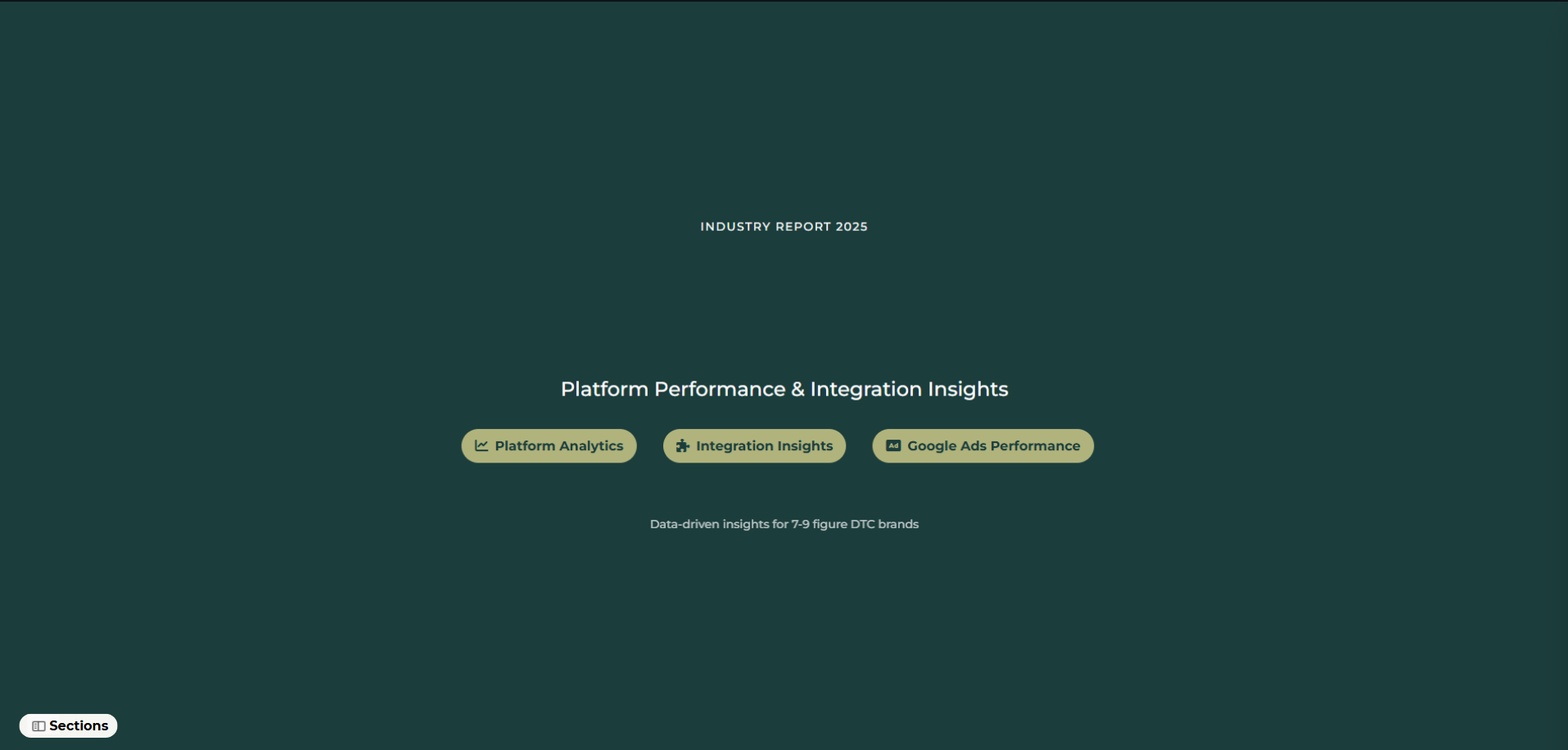 INDUSTRY REPORT 2025
Platform Performance & Integration Insights
Platform Analytics
Integration Insights
Ad Google Ads Performance
Data-driven insights for 7-9 figure DTC brands
Sections